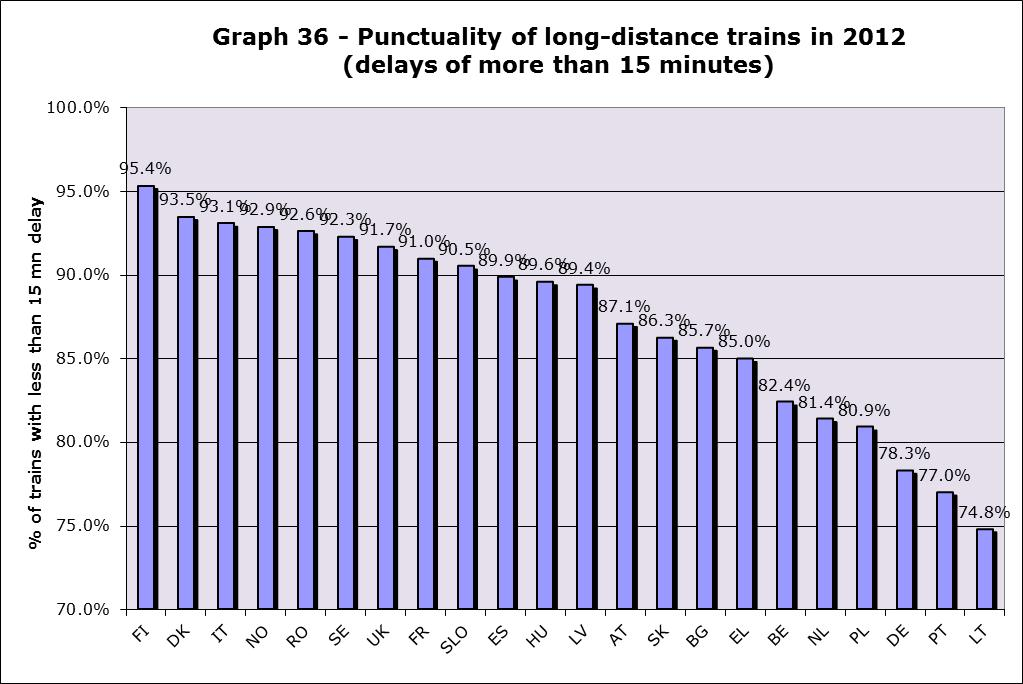 Graph 36 - Punctuality of long-distance trains in 2012
(delays of more than 15 minutes)
% of trains with less than 15 mn delay
100.0%
95.0%
90.0%
85.0%
80.0%
75.0%
70.0%
95.4%
93.5%
93.1%
92.9%
92.6%
92.3%
91.7%
91.0%
90.5%
89.9%
89.6%
89.4%
87.1%
86.3%
85.7%
85.0%
82.4%
81.4%
80.9%
78.3%
77.0%
74.8%
FI
DK
IT
NO
RO
SE
UK
FR
SLO
ES
HU
LV
AT
SK
BG
EL
BE
NL
PL
DE
PT
LT